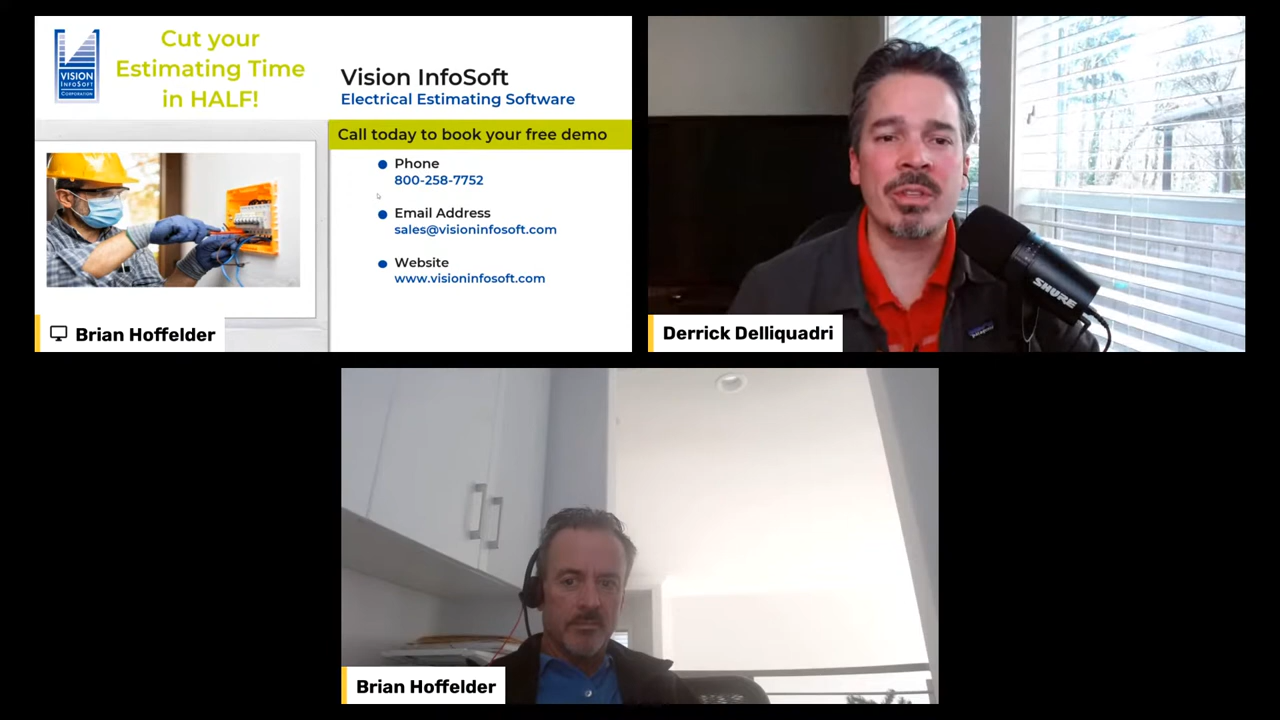 Cut your
Estimating Time
in HALF!
VISION
INFOSOFT
CORPORATION
Vision InfoSoft
Electrical Estimating Software
Call today to book your free demo
Phone
800-258-7752
Email Address
sales@visioninfosoft.com
Website
www.visioninfosoft.com
Brian Hoffelder
SHURE
patagonia
Derrick Delliquadri
Brian Hoffelder